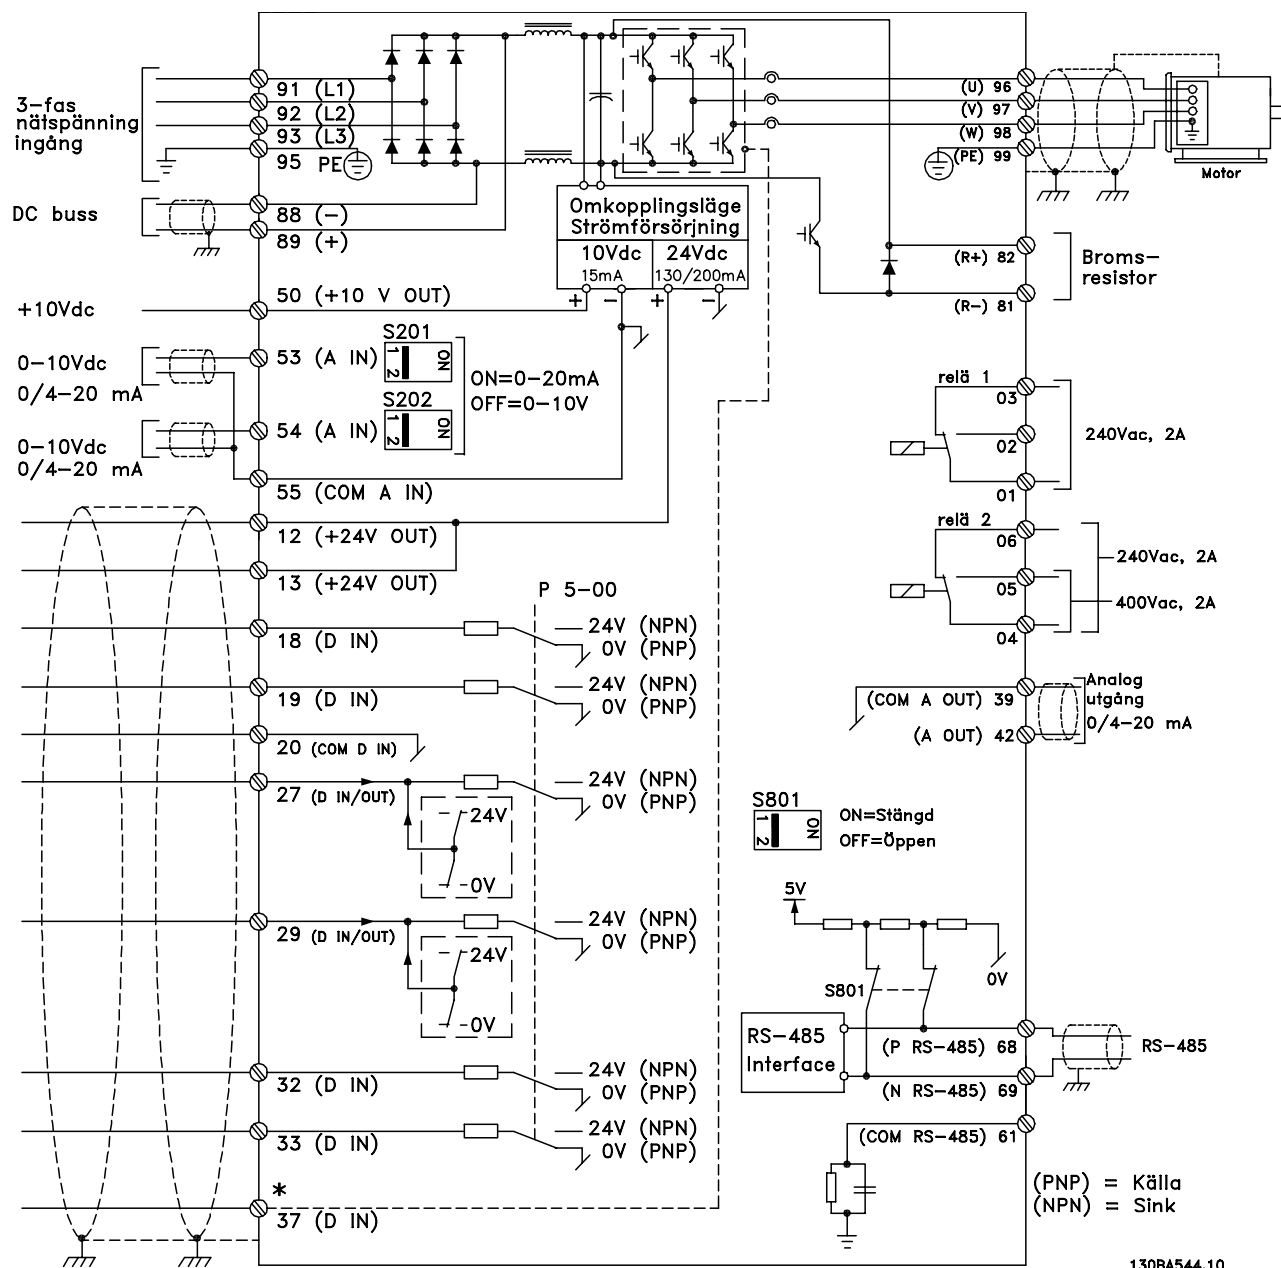 3-fas
nätspänning
ingång
91 (L1)
92 (L2)
93 (L3)
95 PE
DC buss
88 (-)
89 (+)
+10Vdc
50 (+10 V OUT)
0-10Vdc
0/4-20 mA
53 (A IN)
S201
1 2
ON
ON=0-20mA
OFF=0-10V
0-10Vdc
0/4-20 mA
54 (A IN)
S202
1 2
ON
55 (COM A IN)
12 (+24V OUT)
13 (+24V OUT)
P 5-00
18 (D IN)
24V (NPN)
0V (PNP)
19 (D IN)
24V (NPN)
0V (PNP)
20 (COM D IN)
27 (D IN/OUT)
24V (NPN)
0V (PNP)
24V
0V
29 (D IN/OUT)
24V (NPN)
0V (PNP)
24V
0V
32 (D IN)
24V (NPN)
0V (PNP)
33 (D IN)
24V (NPN)
0V (PNP)
*
37 (D IN)
Omkopplingsläge
Strömförsörjning
10Vdc
15mA
24Vdc
130/200mA
+ - + -
(U) 96
(V) 97
(W) 98
(PE) 99
Motor
(R+) 82
(R-) 81
Broms-
resistor
relä 1
03
02
01
240Vac, 2A
relä 2
06
05
04
240Vac, 2A
400Vac, 2A
(COM A OUT) 39
(A OUT) 42
Analog
utgång
0/4-20 mA
S801
1 2
ON
ON=Stängd
OFF=Öppen
5V
0V
S801
RS-485
Interface
(P RS-485) 68
(N RS-485) 69
RS-485
(COM RS-485) 61
(PNP) = Källa
(NPN) = Sink
130BA544.10